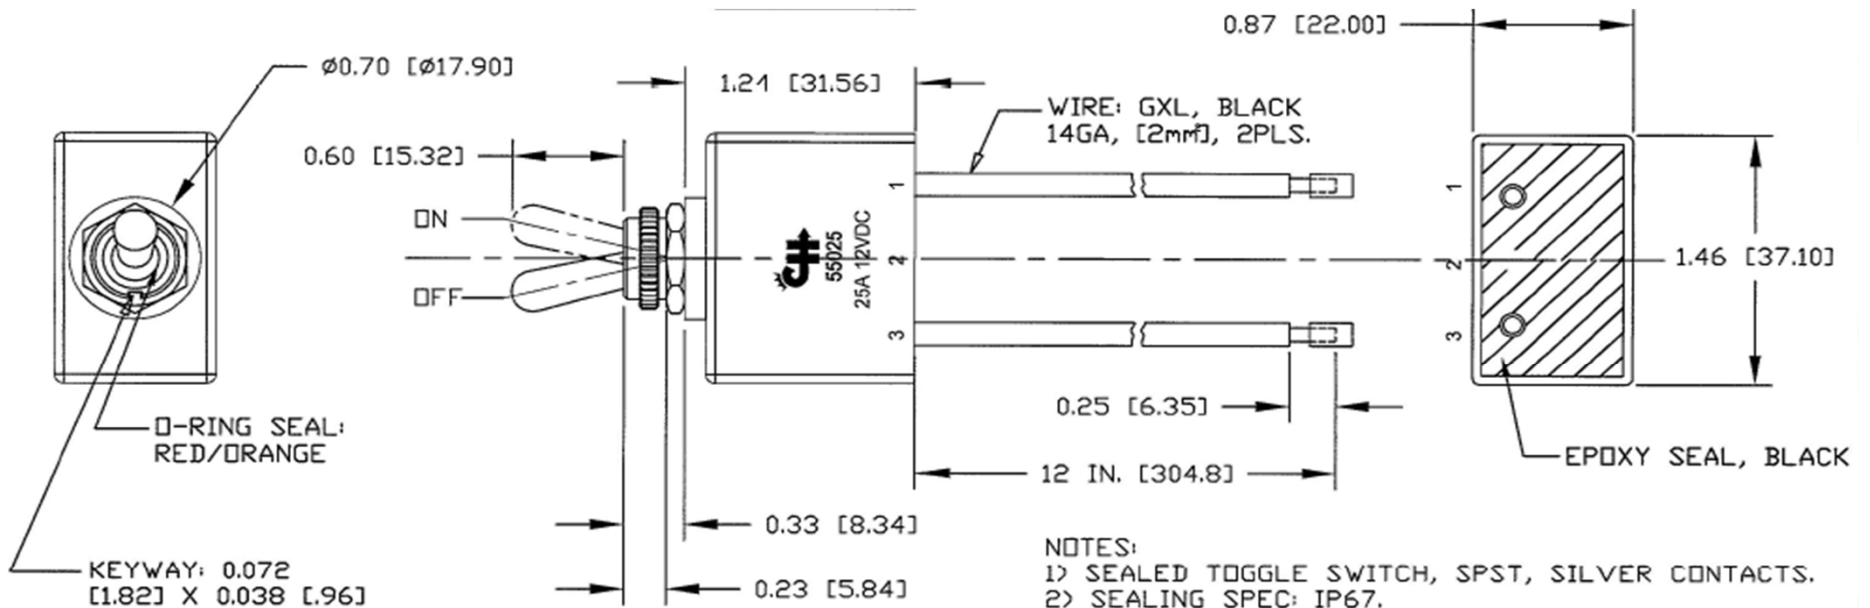 Ø0.70 [Ø17.90]
0.60 [15.32]
1.24 [31.56]
0.87 [22.00]
WIRE: GXL, BLACK
14GA, [2mm²], 2PLS.
ON
OFF
1
2
3
55025
25A 12VDC
1
2
3
1.46 [37.10]
0.25 [6.35]
12 IN. [304.8]
EPOXY SEAL, BLACK
O-RING SEAL:
RED/ORANGE
0.33 [8.34]
0.23 [5.84]
KEYWAY: 0.072
[1.82] X 0.038 [.96]
NOTES:
1) SEALED TOGGLE SWITCH, SPST, SILVER CONTACTS.
2) SEALING SPEC: IP67.